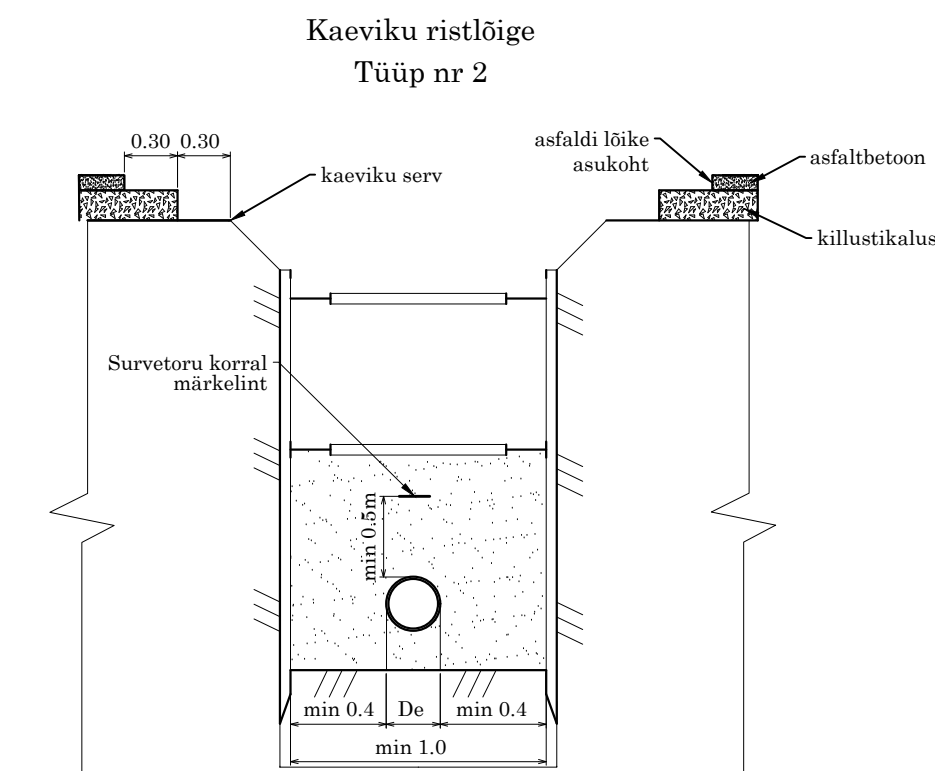 Kaeviku ristlõige
Tüüp nr 2
0.30 0.30
kaeviku serv
asfaldi lõike
asukoht
asfaltbetoon
killustikalus
Survetoru korral
märkelint
min 0.5m
min 0.4 De min 0.4
min 1.0